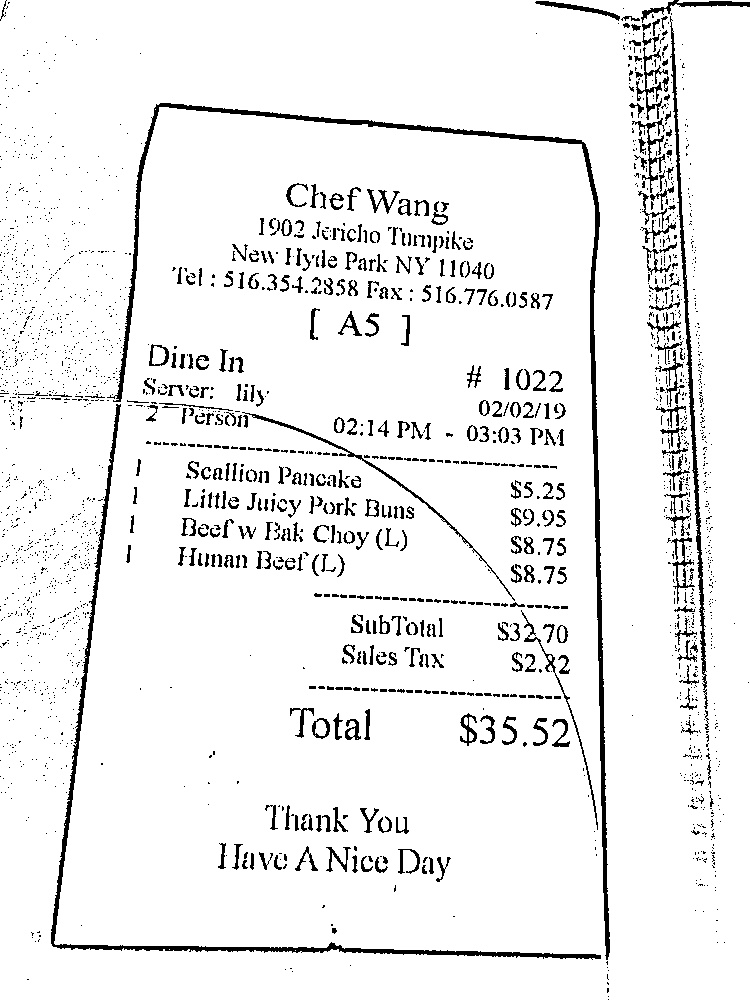 Chef Wang
1902 Jericho Turnpike
New Hyde Park NY 11040
Tel : 516.354.2858 Fax : 516.776.0587
[ A5 ]
Dine In # 1022
Server: lily 02/02/19
2 Person 02:14 PM - 03:03 PM
1 Scallion Pancake $5.25
1 Little Juicy Pork Buns $9.95
1 Beef w Bak Choy (L) $8.75
1 Hunan Beef (L) $8.75
SubTotal $32.70
Sales Tax $2.82
Total $35.52
Thank You
Have A Nice Day